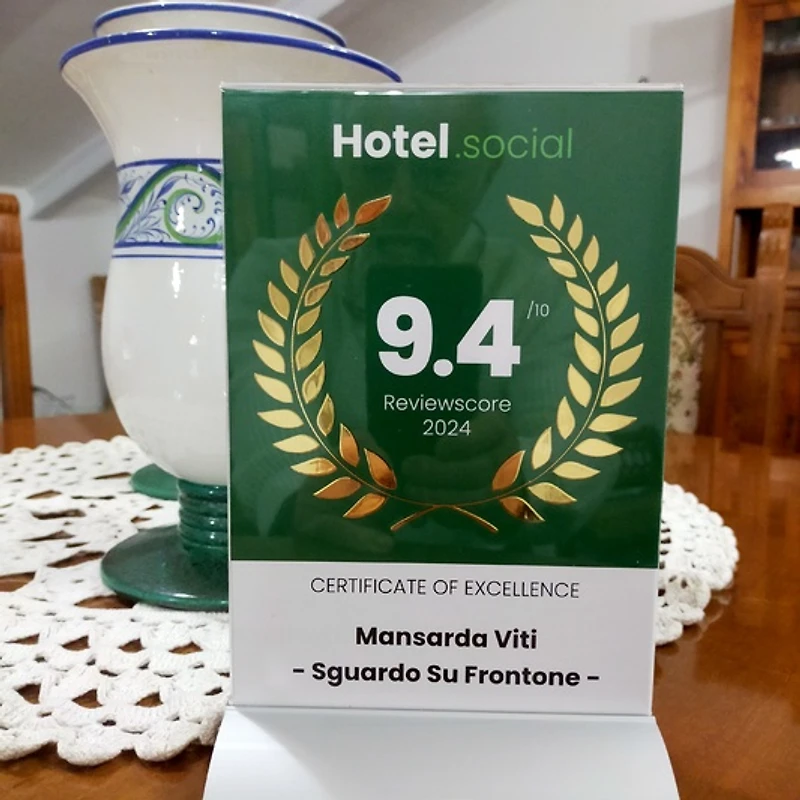 Hotel.social
9.4/10
Reviewscore
2024
CERTIFICATE OF EXCELLENCE
Mansarda Viti
- Sguardo Su Frontone -